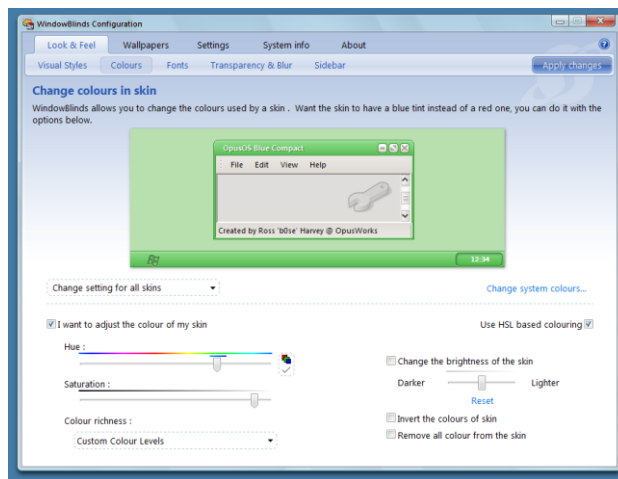 WindowBlinds Configuration
Look & Feel Wallpapers Settings System info About
Visual Styles Colours Fonts Transparency & Blur Sidebar Apply changes
Change colours in skin
WindowBlinds allows you to change the colours used by a skin . Want the skin to have a blue tint instead of a red one, you can do it with the
options below.
OpusOS Blue Compact
File Edit View Help
Created by Ross 'b0se' Harvey @ OpusWorks
12:34
Change setting for all skins
Change system colours...
I want to adjust the colour of my skin
Use HSL based colouring
Hue :
Change the brightness of the skin
Saturation :
Darker Lighter
Reset
Colour richness :
Invert the colours of skin
Custom Colour Levels
Remove all colour from the skin